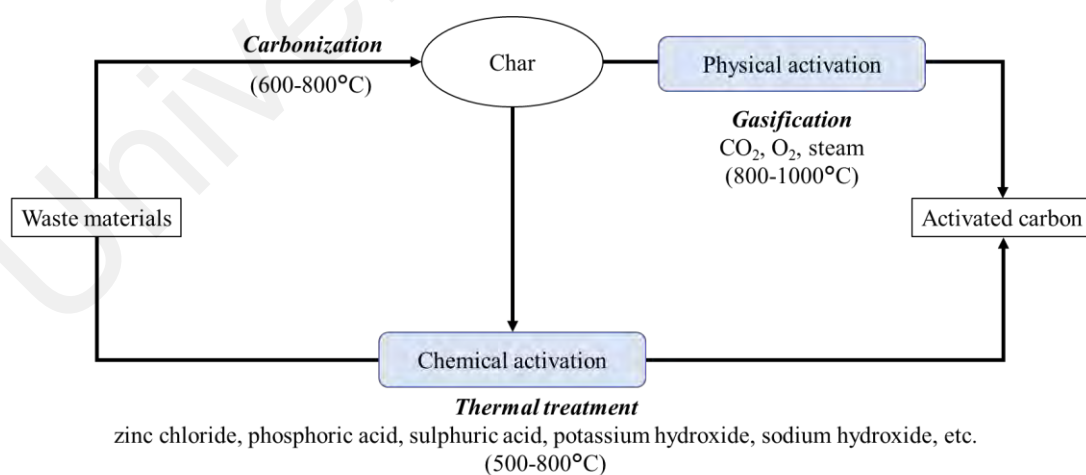 Carbonization
(600-800°C)
Char
Physical activation
Gasification
CO₂, O₂, steam
(800-1000°C)
Waste materials
Activated carbon
Chemical activation
Thermal treatment
zinc chloride, phosphoric acid, sulphuric acid, potassium hydroxide, sodium hydroxide, etc.
(500-800°C)
Univer